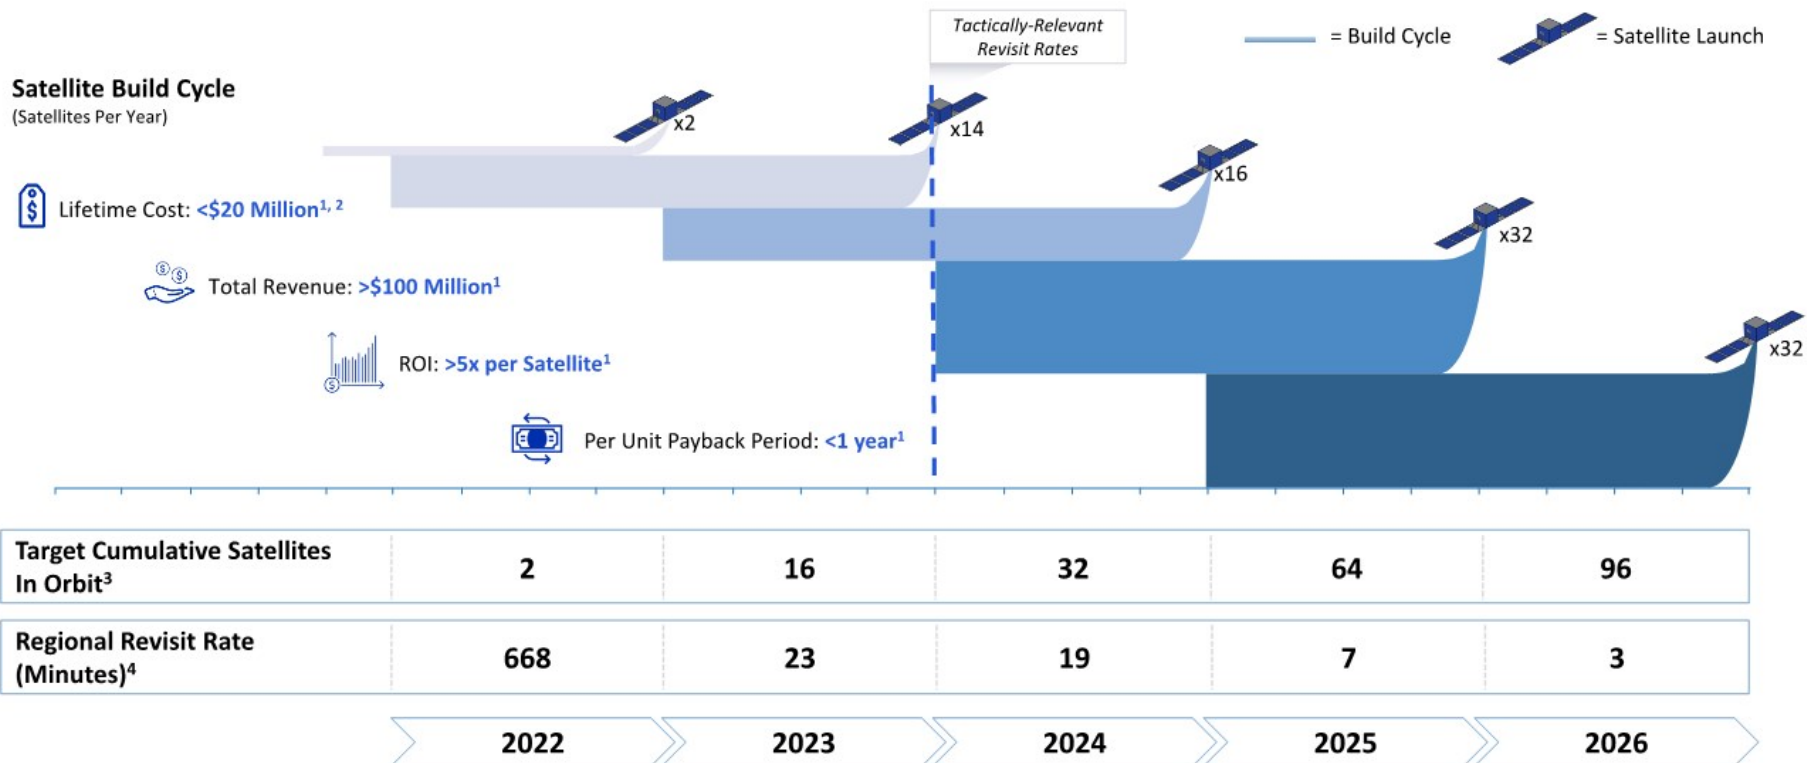 Tactically-Relevant
Revisit Rates
= Build Cycle
= Satellite Launch
Satellite Build Cycle
(Satellites Per Year)
x2
x14
x16
x32
x32
Lifetime Cost: <$20 Million¹, ²
Total Revenue: >$100 Million¹
ROI: >5x per Satellite¹
Per Unit Payback Period: <1 year¹
Target Cumulative Satellites
In Orbit³
2
16
32
64
96
Regional Revisit Rate
(Minutes)⁴
668
23
19
7
3
2022
2023
2024
2025
2026